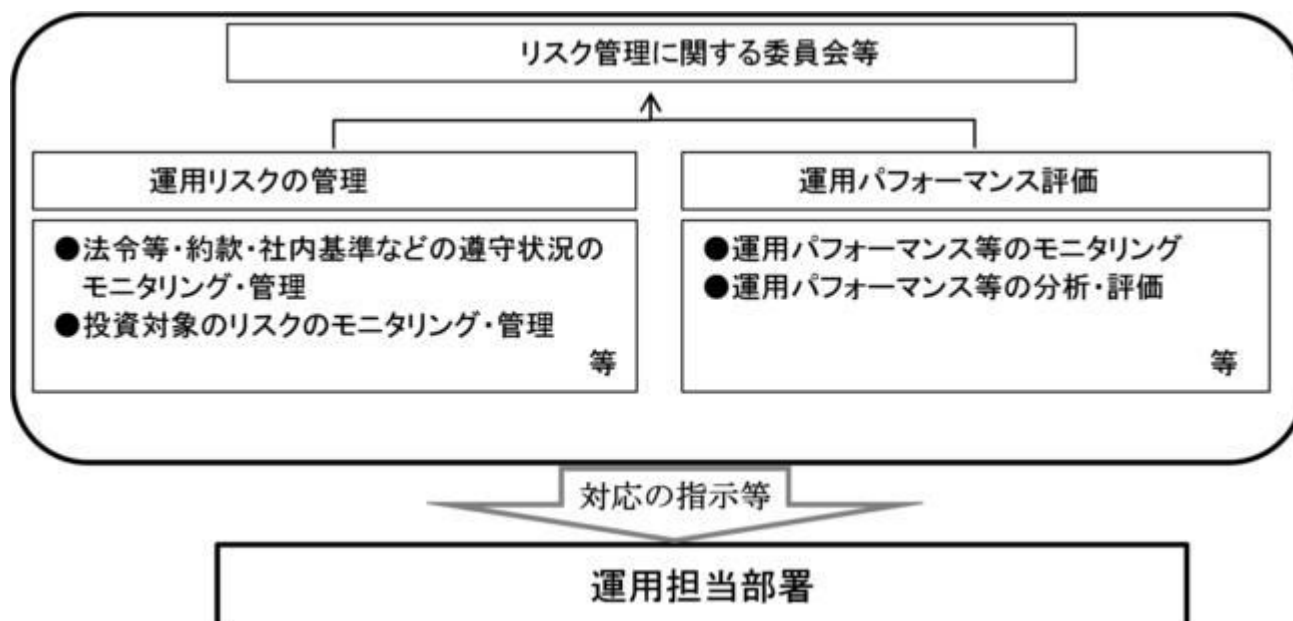 リスク管理に関する委員会等
運用リスクの管理
●法令等・約款・社内基準などの遵守状況の
モニタリング・管理
●投資対象のリスクのモニタリング・管理
等
運用パフォーマンス評価
●運用パフォーマンス等のモニタリング
●運用パフォーマンス等の分析・評価
等
対応の指示等
運用担当部署